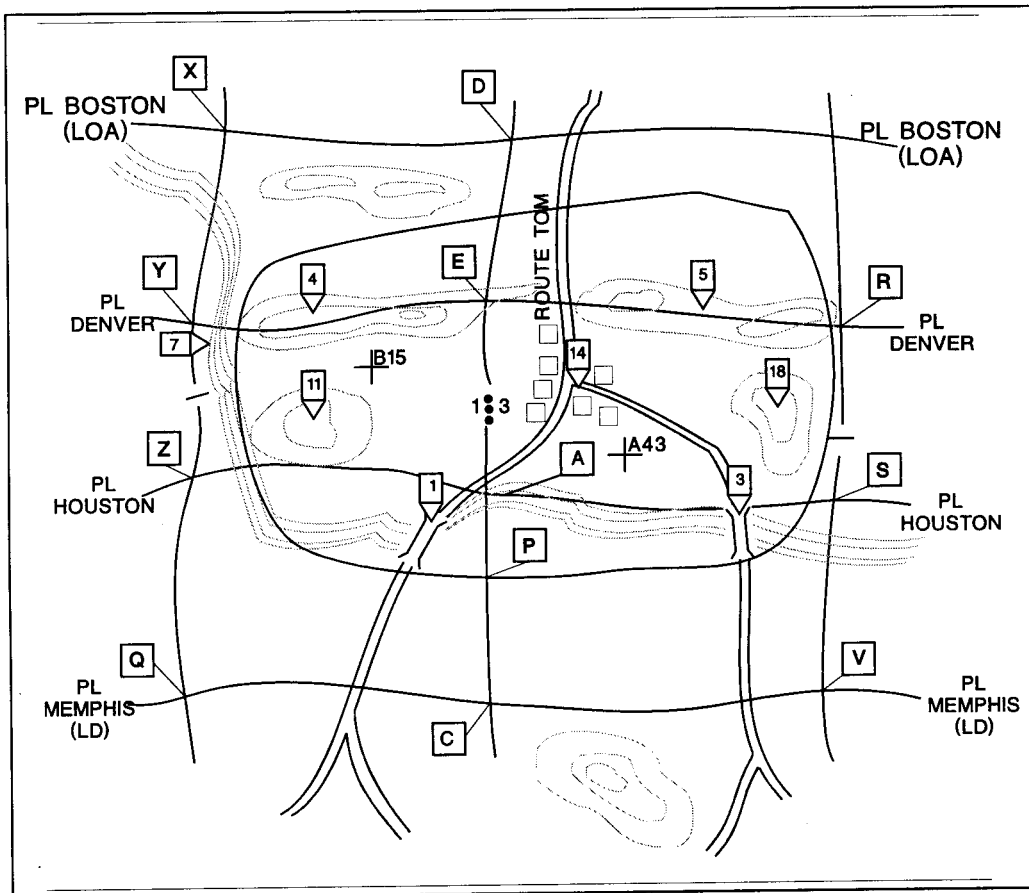 X
D
PL BOSTON
(LOA)
PL BOSTON
(LOA)
ROUTE TOM
Y
4
E
5
R
PL
DENVER
PL
DENVER
7
B15
14
11
18
1 3
A43
Z
A
S
PL
HOUSTON
1
3
PL
HOUSTON
P
Q
V
PL
MEMPHIS
(LD)
PL
MEMPHIS
(LD)
C